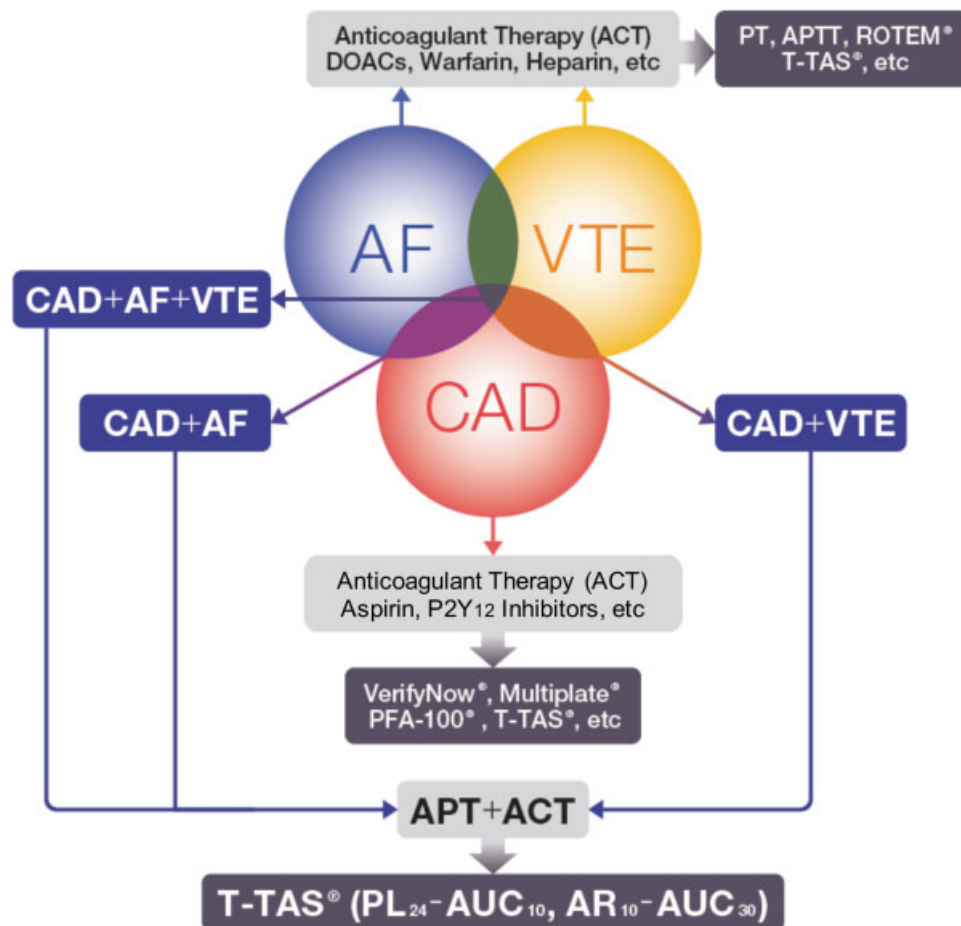 Anticoagulant Therapy (ACT)
DOACs, Warfarin, Heparin, etc
PT, APTT, ROTEM®
T-TAS®, etc
AF
VTE
CAD+AF+VTE
CAD
CAD+AF
CAD+VTE
Anticoagulant Therapy (ACT)
Aspirin, P2Y12 Inhibitors, etc
VerifyNow®, Multiplate®
PFA-100®, T-TAS®, etc
APT+ACT
T-TAS® (PL24-AUC10, AR10-AUC30)